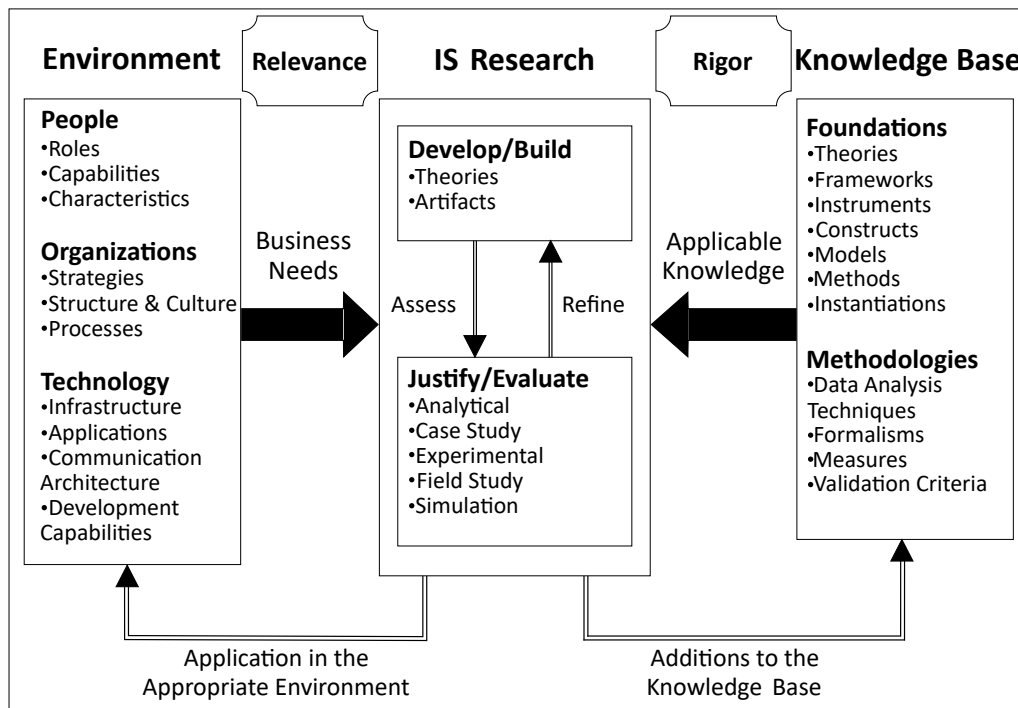 Environment
Relevance
IS Research
Rigor
Knowledge Base
People
•Roles
•Capabilities
•Characteristics
Organizations
•Strategies
•Structure & Culture
•Processes
Technology
•Infrastructure
•Applications
•Communication
Architecture
•Development
Capabilities
Business
Needs
Develop/Build
•Theories
•Artifacts
Assess
Refine
Justify/Evaluate
•Analytical
•Case Study
•Experimental
•Field Study
•Simulation
Applicable
Knowledge
Foundations
•Theories
•Frameworks
•Instruments
•Constructs
•Models
•Methods
•Instantiations
Methodologies
•Data Analysis
Techniques
•Formalisms
•Measures
•Validation Criteria
Application in the
Appropriate Environment
Additions to the
Knowledge Base